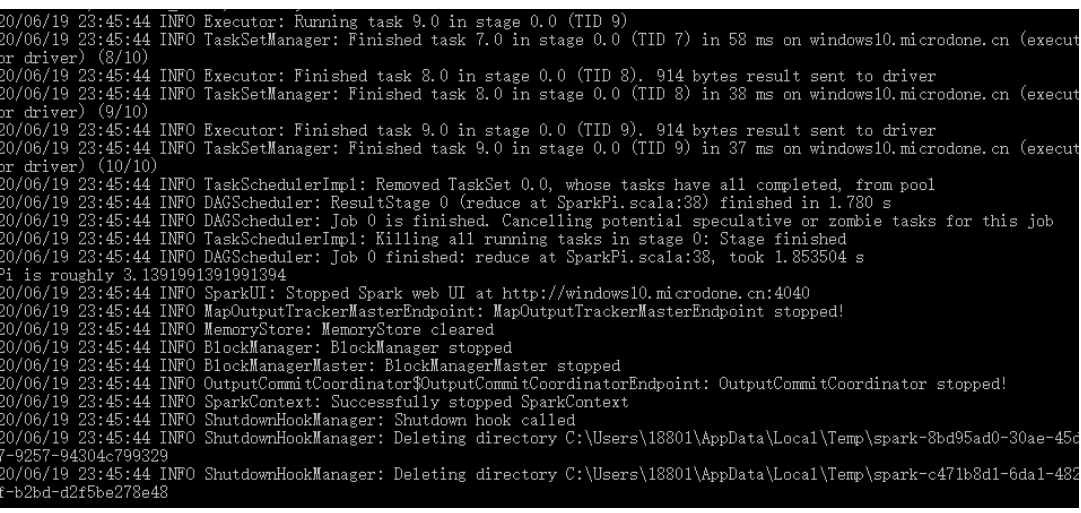 20/06/19 23:45:44 INFO Executor: Running task 9.0 in stage 0.0 (TID 9)
20/06/19 23:45:44 INFO TaskSetManager: Finished task 7.0 in stage 0.0 (TID 7) in 58 ms on windows10.microdone.cn (execut
or driver) (8/10)
20/06/19 23:45:44 INFO Executor: Finished task 8.0 in stage 0.0 (TID 8). 914 bytes result sent to driver
20/06/19 23:45:44 INFO TaskSetManager: Finished task 8.0 in stage 0.0 (TID 8) in 38 ms on windows10.microdone.cn (execut
or driver) (9/10)
20/06/19 23:45:44 INFO Executor: Finished task 9.0 in stage 0.0 (TID 9). 914 bytes result sent to driver
20/06/19 23:45:44 INFO TaskSetManager: Finished task 9.0 in stage 0.0 (TID 9) in 37 ms on windows10.microdone.cn (execut
or driver) (10/10)
20/06/19 23:45:44 INFO TaskSchedulerImpl: Removed TaskSet 0.0, whose tasks have all completed, from pool
20/06/19 23:45:44 INFO DAGScheduler: ResultStage 0 (reduce at SparkPi.scala:38) finished in 1.780 s
20/06/19 23:45:44 INFO DAGScheduler: Job 0 is finished. Cancelling potential speculative or zombie tasks for this job
20/06/19 23:45:44 INFO TaskSchedulerImpl: Killing all running tasks in stage 0: Stage finished
20/06/19 23:45:44 INFO DAGScheduler: Job 0 finished: reduce at SparkPi.scala:38, took 1.853504 s
Pi is roughly 3.1391991391991394
20/06/19 23:45:44 INFO SparkUI: Stopped Spark web UI at http://windows10.microdone.cn:4040
20/06/19 23:45:44 INFO MapOutputTrackerMasterEndpoint: MapOutputTrackerMasterEndpoint stopped!
20/06/19 23:45:44 INFO MemoryStore: MemoryStore cleared
20/06/19 23:45:44 INFO BlockManager: BlockManager stopped
20/06/19 23:45:44 INFO BlockManagerMaster: BlockManagerMaster stopped
20/06/19 23:45:44 INFO OutputCommitCoordinator$OutputCommitCoordinatorEndpoint: OutputCommitCoordinator stopped!
20/06/19 23:45:44 INFO SparkContext: Successfully stopped SparkContext
20/06/19 23:45:44 INFO ShutdownHookManager: Shutdown hook called
20/06/19 23:45:44 INFO ShutdownHookManager: Deleting directory C:\Users\18801\AppData\Local\Temp\spark-8bd95ad0-30ae-45d
7-9257-94304c799329
20/06/19 23:45:44 INFO ShutdownHookManager: Deleting directory C:\Users\18801\AppData\Local\Temp\spark-c471b8d1-6da1-482
f-b2bd-d2f5be278e48